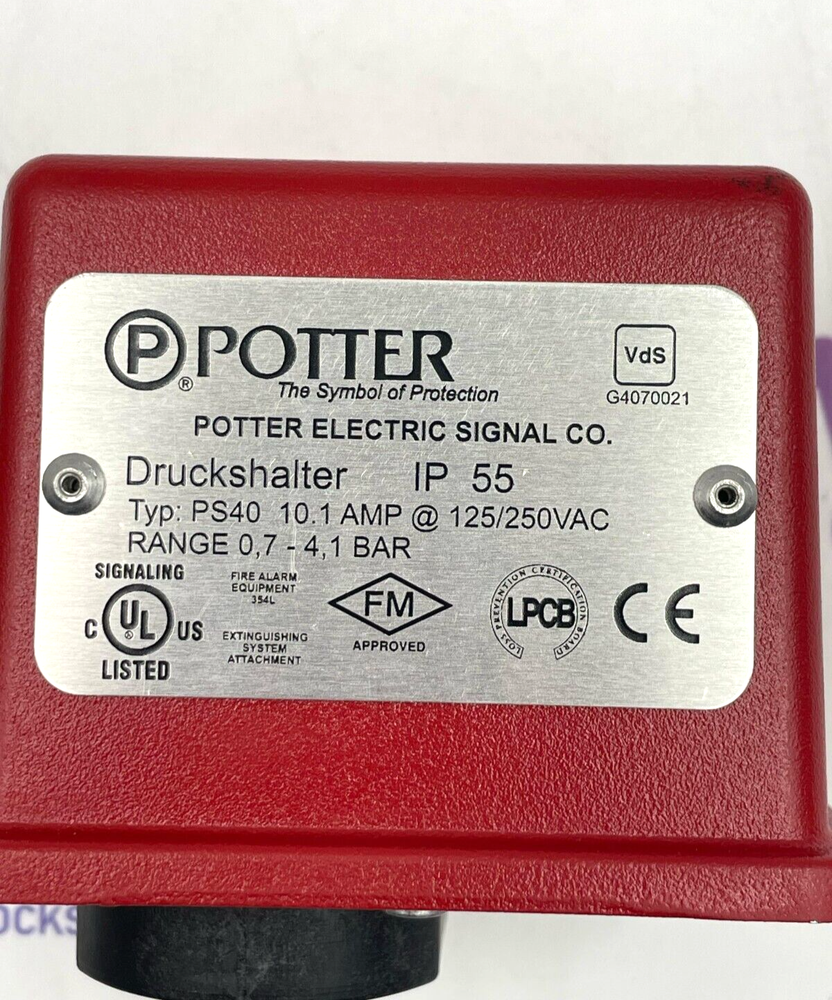 P POTTER
®
The Symbol of Protection
VdS
G4070021
POTTER ELECTRIC SIGNAL CO.
Druckshalter IP 55
Typ: PS40 10.1 AMP @ 125/250VAC
RANGE 0,7 - 4,1 BAR
SIGNALING
C UL US
®
LISTED
FIRE ALARM
EQUIPMENT
354L
EXTINGUISHING
SYSTEM
ATTACHMENT
FM
APPROVED
LOSS PREVENTION CERTIFICATION BOARD
LPCB
CE
OCKS